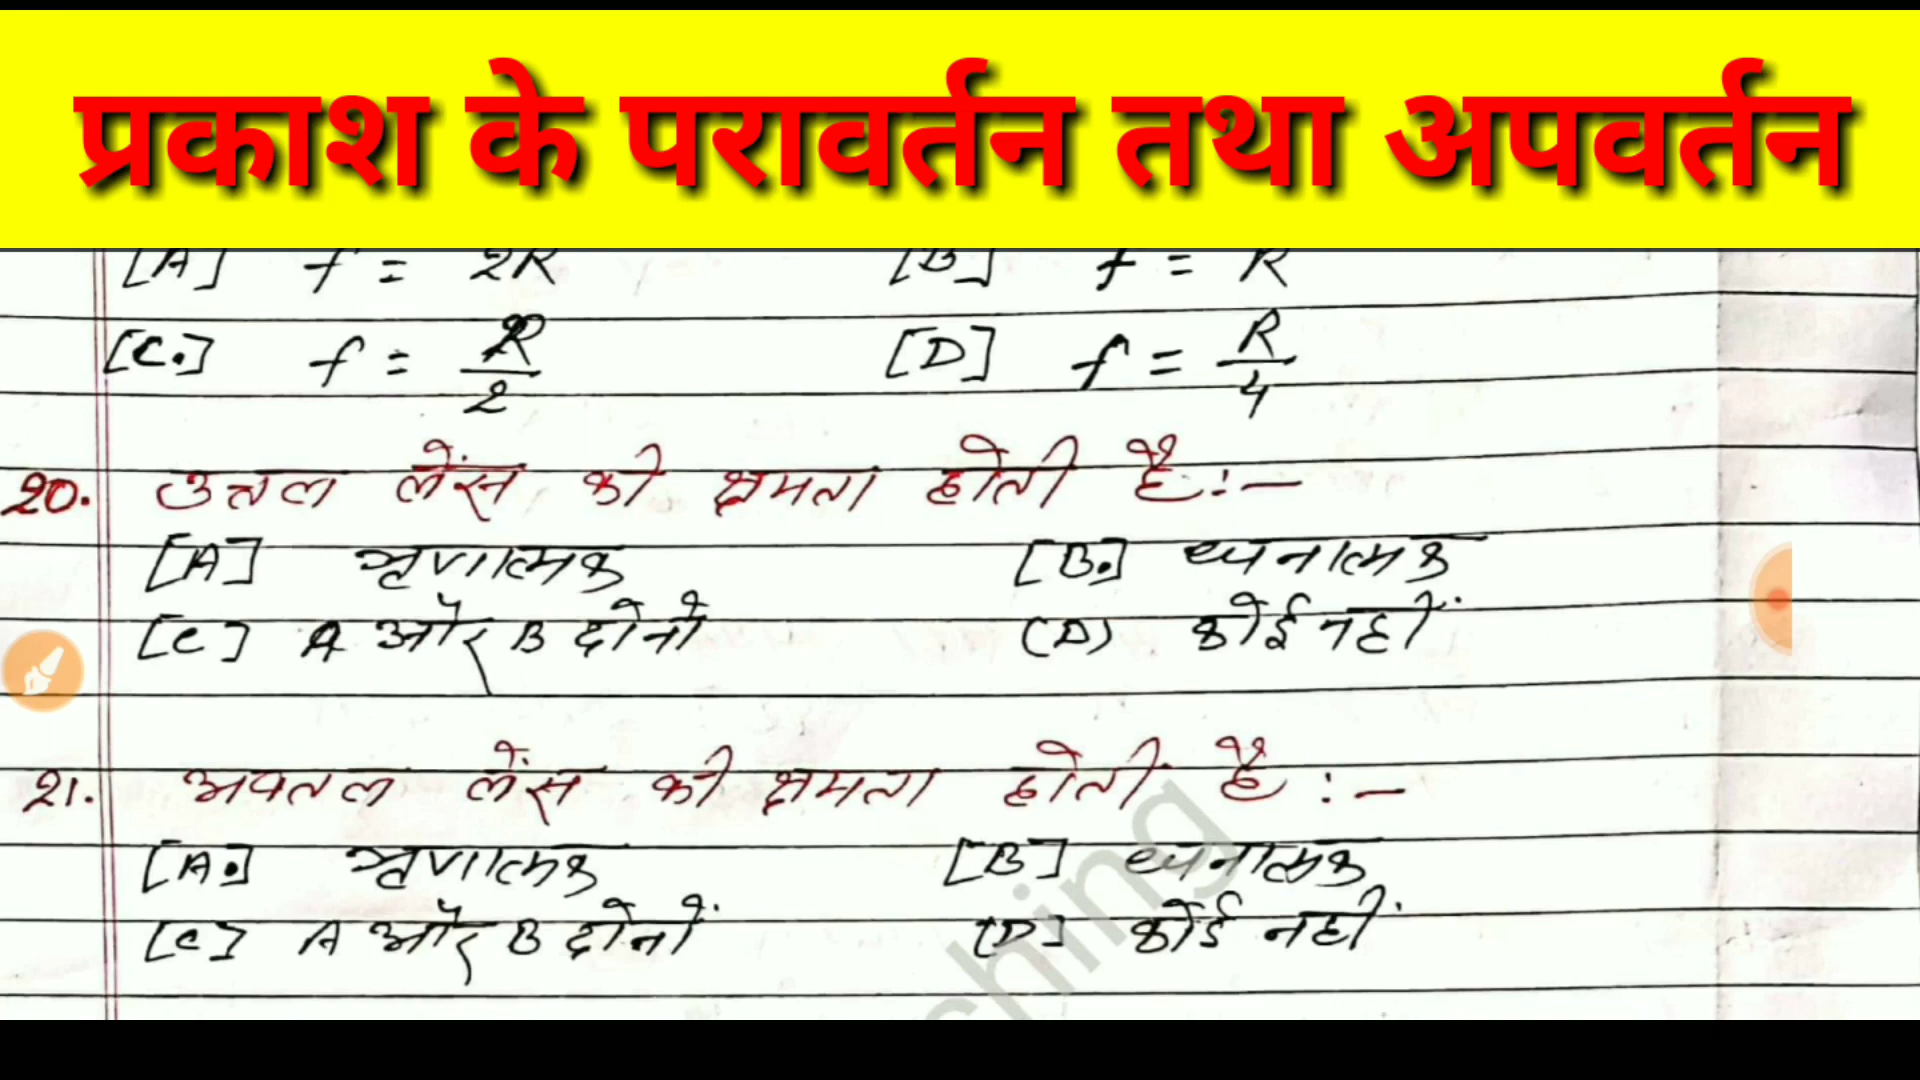 प्रकाश के परावर्तन तथा अपवर्तन
[A] f = 2R [B] f = R
[C.] f = R/2 [D] f = R/4
20. उत्तल लेंस की क्षमता होती है :-
[A] ऋणात्मक [B.] धनात्मक
[C] A और B दोनों (D) कोई नहीं
21. अवतल लेंस की क्षमता होती है :-
[A.] ऋणात्मक [B] धनात्मक
[C] A और B दोनों [D] कोई नहीं